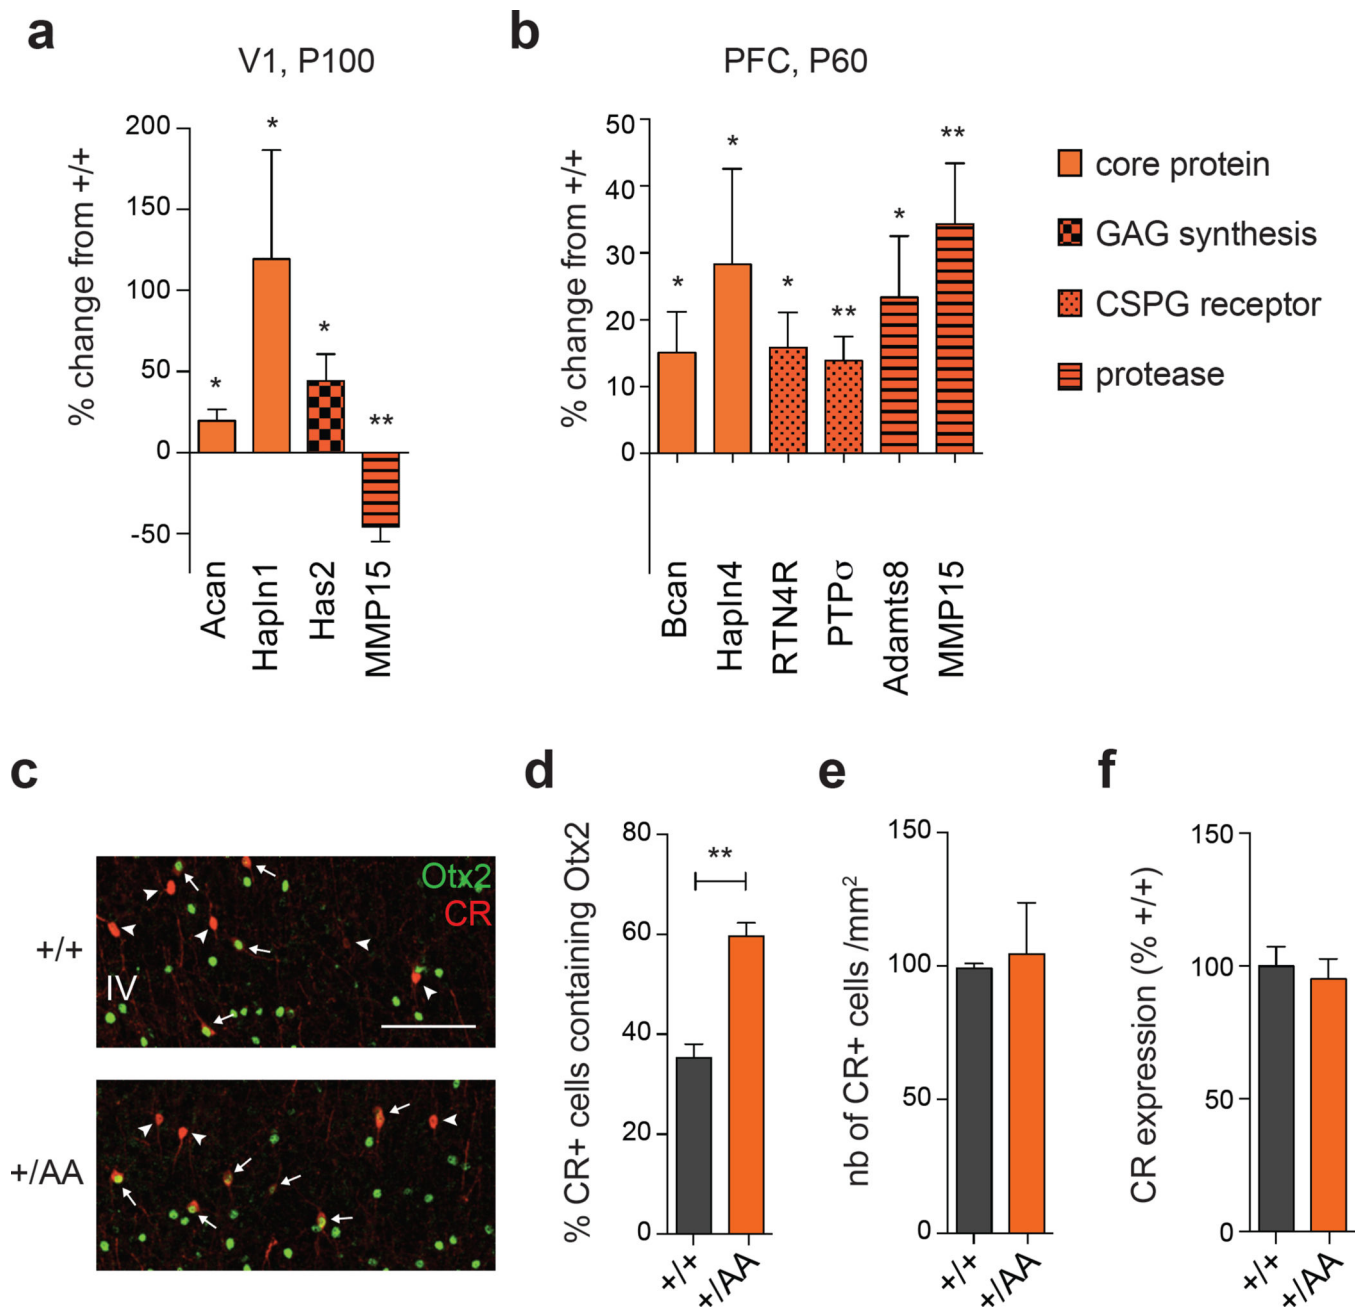 a
V1, P100
% change from +/+
200
150
100
50
0
-50
*
*
*
**
Acan
Hapln1
Has2
MMP15
b
PFC, P60
% change from +/+
50
40
30
20
10
0
*
*
*
**
*
**
Bcan
Hapln4
RTN4R
PTPσ
Adamts8
MMP15
core protein
GAG synthesis
CSPG receptor
protease
c
+/+
Otx2
CR
IV
+/AA
d
% CR+ cells containing Otx2
80
60
40
20
0
**
+/+
+/AA
e
nb of CR+ cells /mm²
150
100
50
0
+/+
+/AA
f
CR expression (% +/+)
150
100
50
0
+/+
+/AA